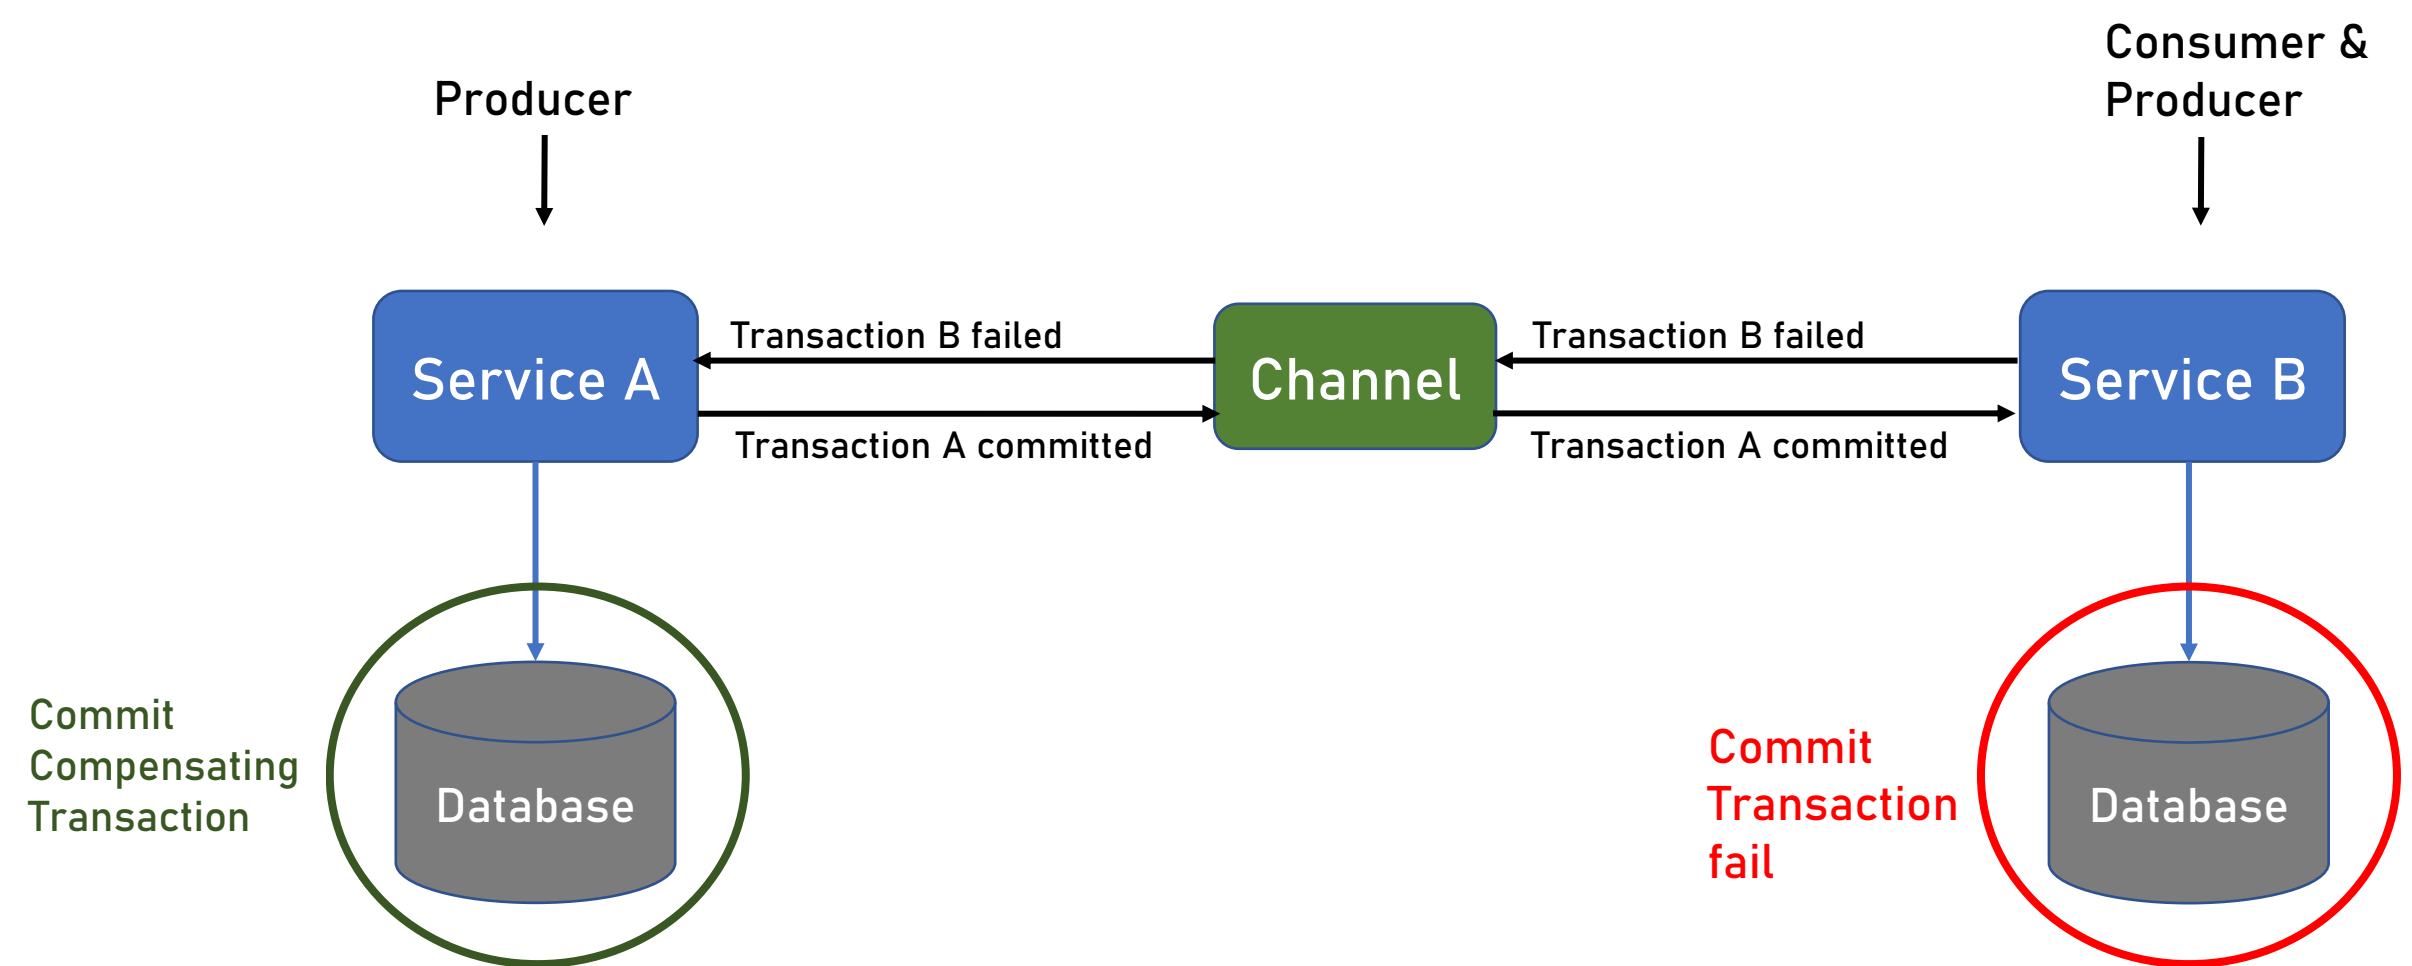 Consumer &
Producer
Producer
Transaction B failed
Transaction B failed
Service A
Channel
Service B
Transaction A committed
Transaction A committed
Commit
Compensating
Transaction
Database
Commit
Transaction
fail
Database